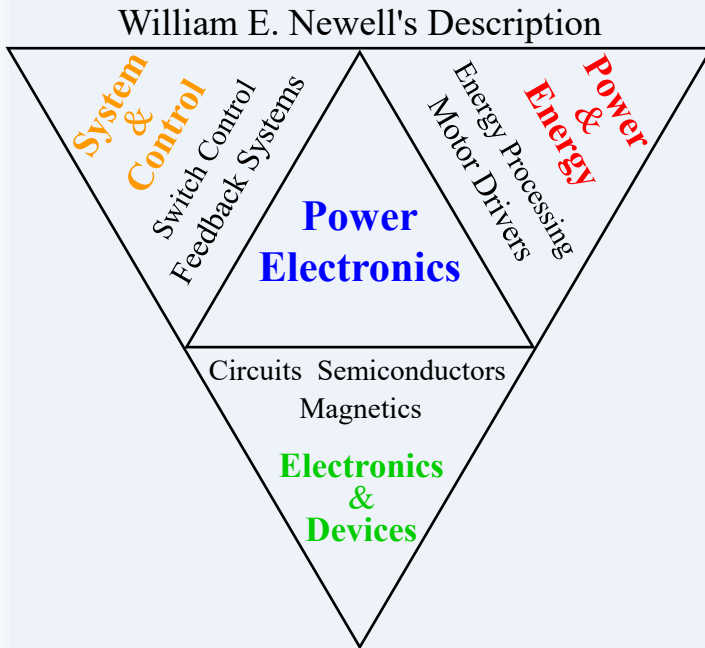 William E. Newell's Description
System
&
Control
Switch Control
Feedback Systems
Power
&
Energy
Energy Processing
Motor Drivers
Power
Electronics
Circuits Semiconductors
Magnetics
Electronics
&
Devices